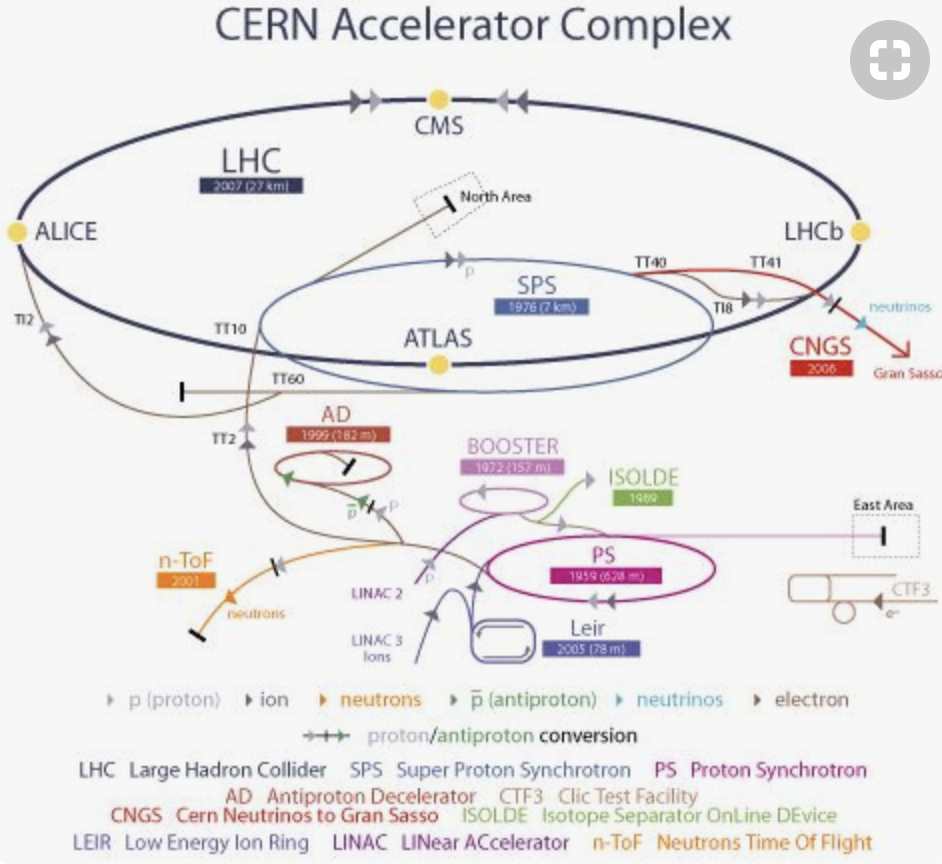 CERN Accelerator Complex
CMS
LHC
2007 (27 km)
North Area
ALICE
LHCb
p
TT40
TT41
SPS
1976 (7 km)
TI8
neutrinos
TI2
TT10
ATLAS
CNGS
2006
Gran Sasso
TT60
AD
1999 (182 m)
TT2
BOOSTER
1972 (157 m)
ISOLDE
1989
p
p̅
East Area
n-ToF
2001
PS
1959 (628 m)
p
LINAC 2
neutrons
CTF3
e⁻
LINAC 3
Ions
Leir
2005 (78 m)
p (proton) ion neutrons p̅ (antiproton) neutrinos electron
proton/antiproton conversion
LHC Large Hadron Collider SPS Super Proton Synchrotron PS Proton Synchrotron
AD Antiproton Decelerator CTF3 Clic Test Facility
CNGS Cern Neutrinos to Gran Sasso ISOLDE Isotope Separator OnLine DEvice
LEIR Low Energy Ion Ring LINAC LINear ACcelerator n-ToF Neutrons Time Of Flight